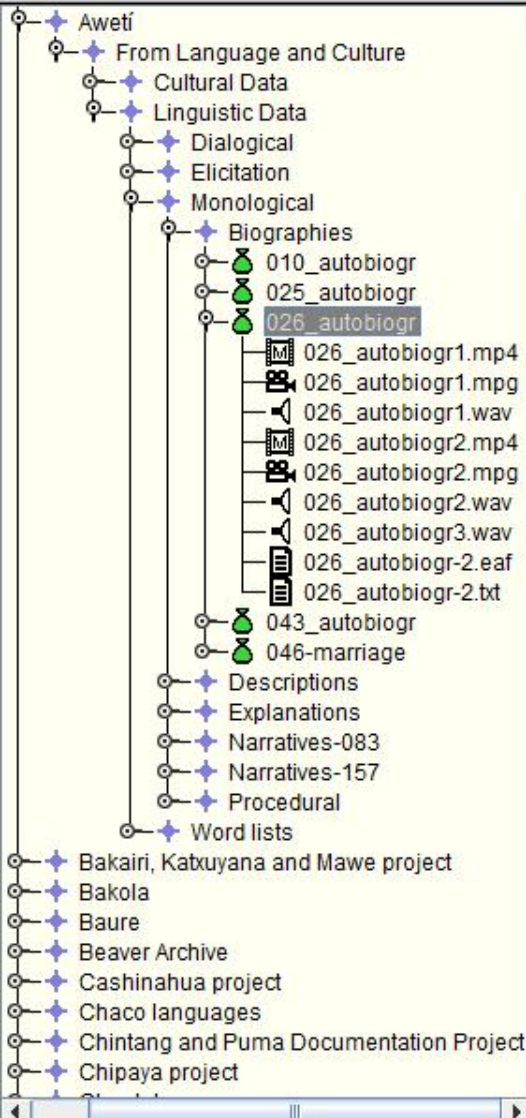 Awetí
From Language and Culture
Cultural Data
Linguistic Data
Dialogical
Elicitation
Monological
Biographies
010_autobiogr
025_autobiogr
026_autobiogr
M 026_autobiogr1.mp4
026_autobiogr1.mpg
026_autobiogr1.wav
M 026_autobiogr2.mp4
026_autobiogr2.mpg
026_autobiogr2.wav
026_autobiogr3.wav
026_autobiogr-2.eaf
026_autobiogr-2.txt
043_autobiogr
046-marriage
Descriptions
Explanations
Narratives-083
Narratives-157
Procedural
Word lists
Bakairi, Katxuyana and Mawe project
Bakola
Baure
Beaver Archive
Cashinahua project
Chaco languages
Chintang and Puma Documentation Project
Chipaya project